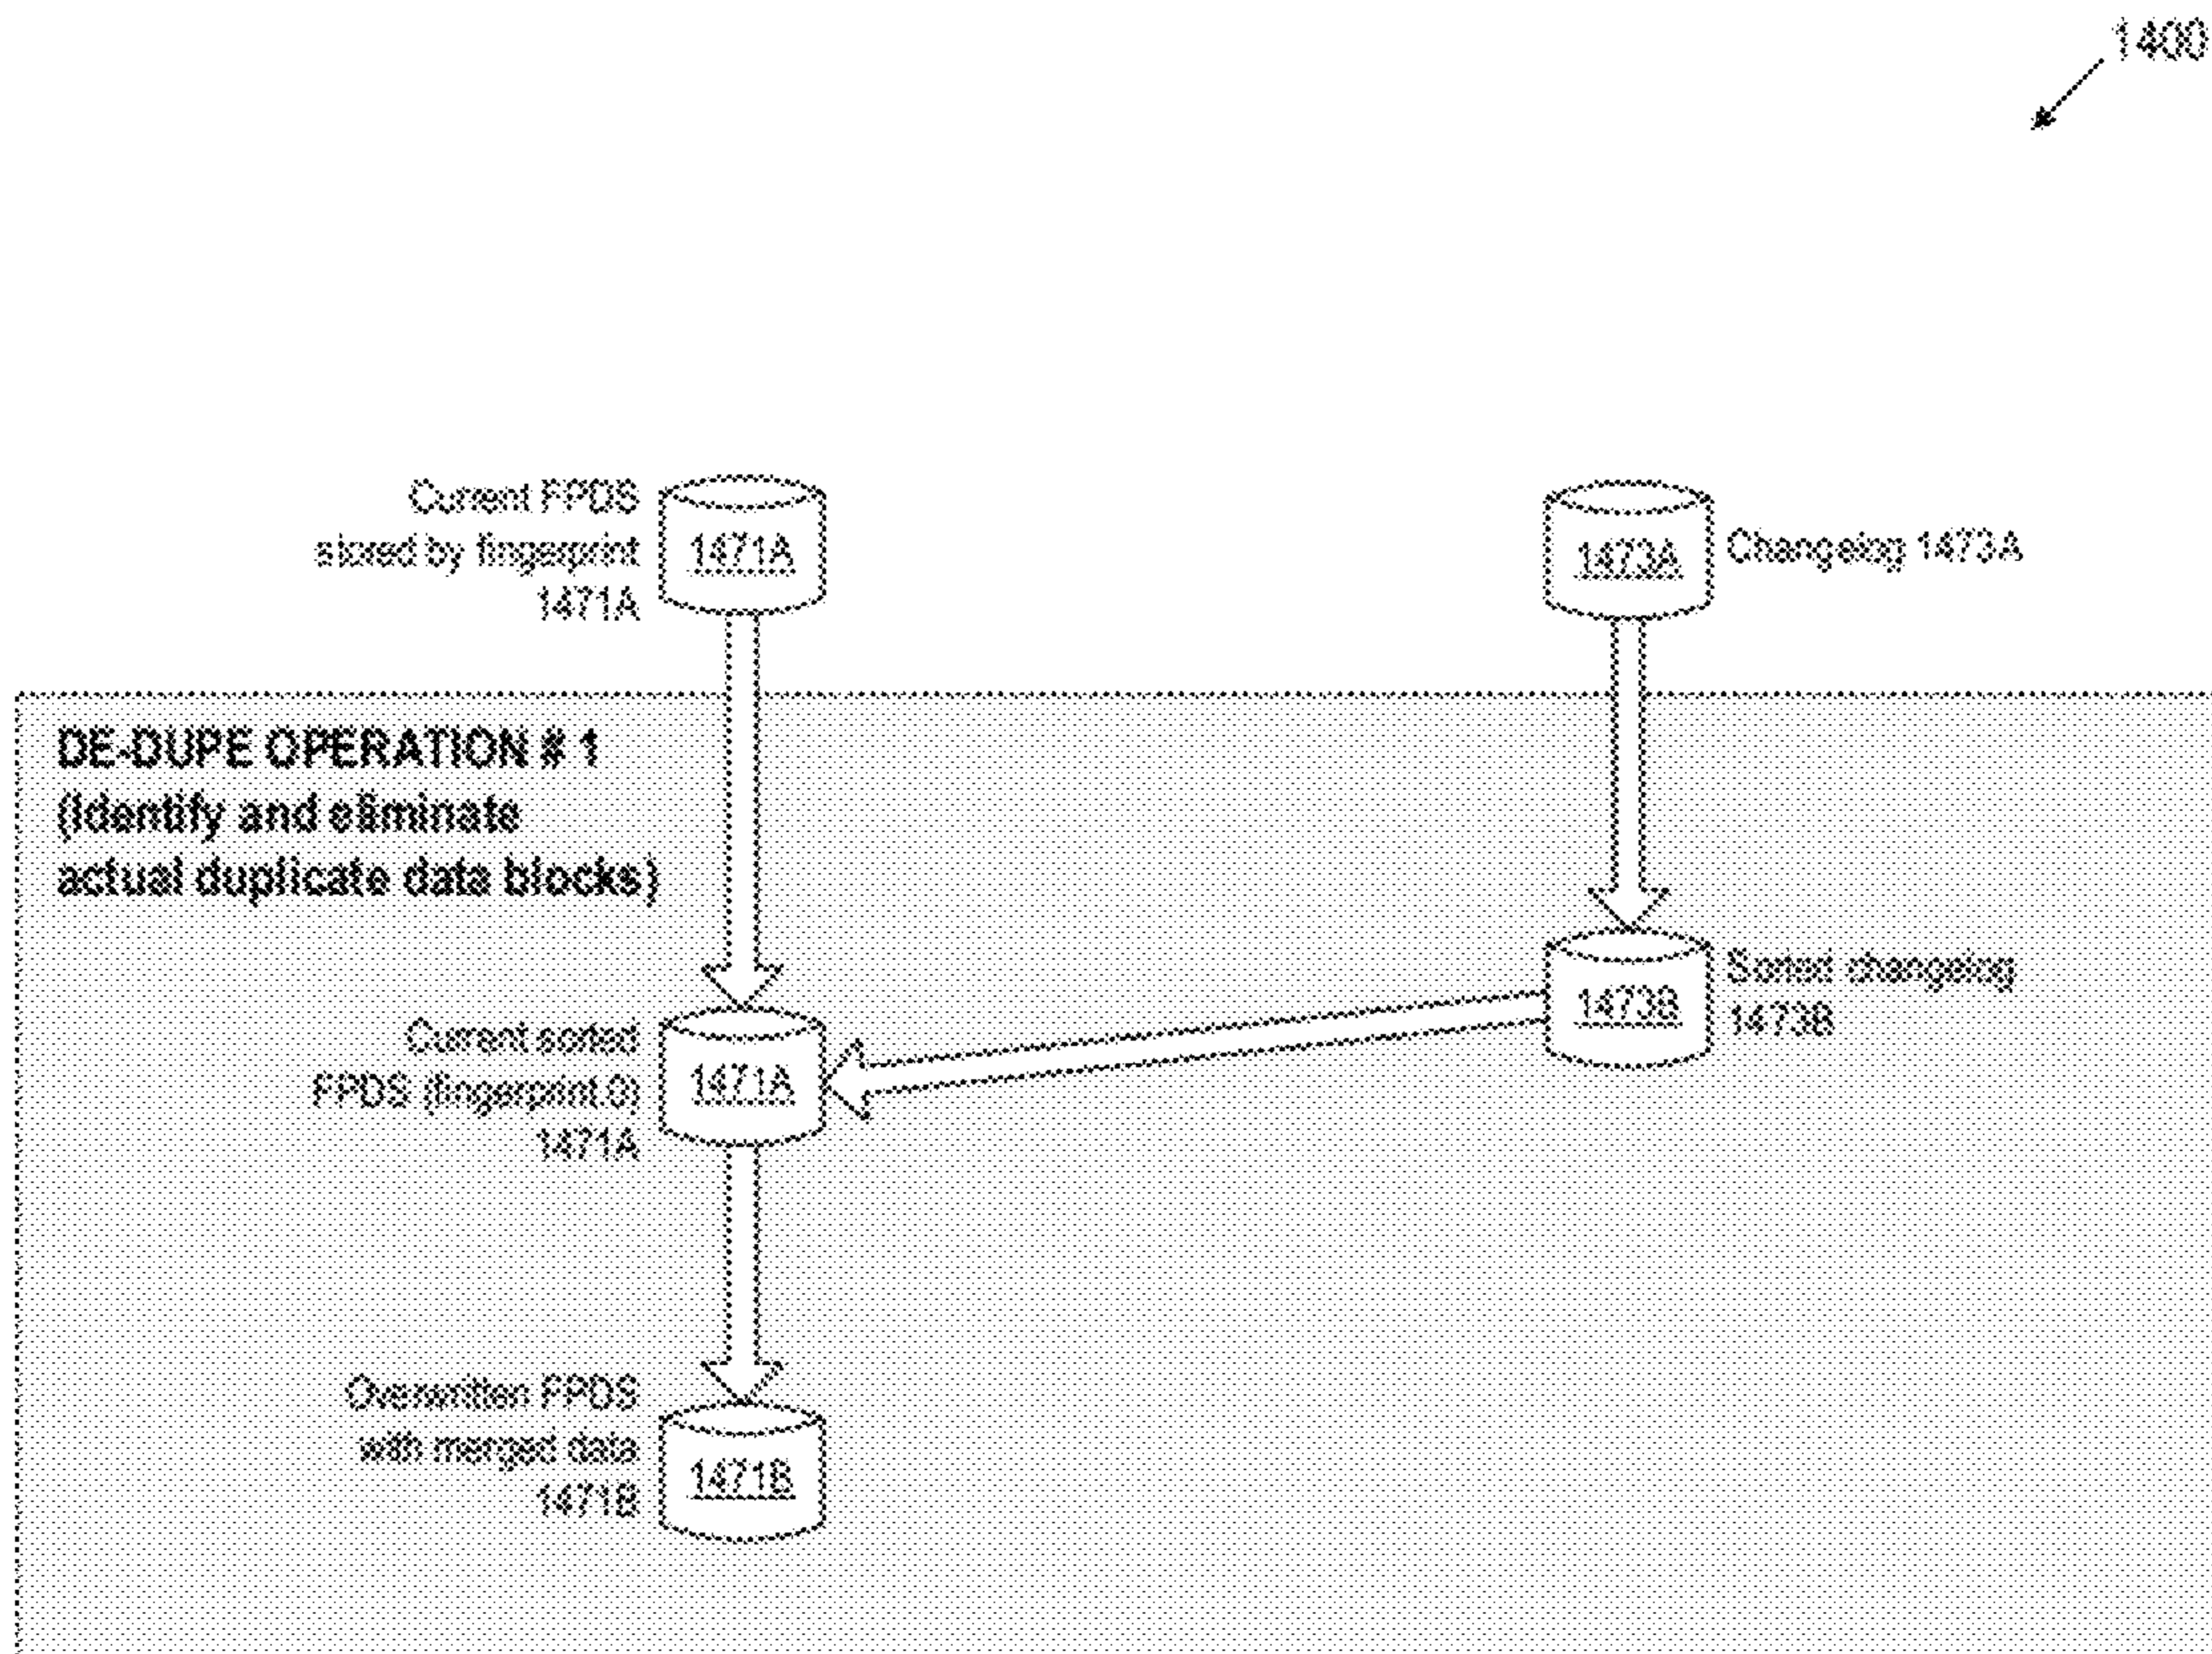 1400
Current FPDS
stored by fingerprint
1471A
1471A
1473A
Changelog 1473A
DE-DUPE OPERATION # 1
(Identify and eliminate
actual duplicate data blocks)
Current sorted
FPDS (fingerprint.0)
1471A
1471A
1473B
Sorted changelog
1473B
Overwritten FPDS
with merged data
1471B
1471B